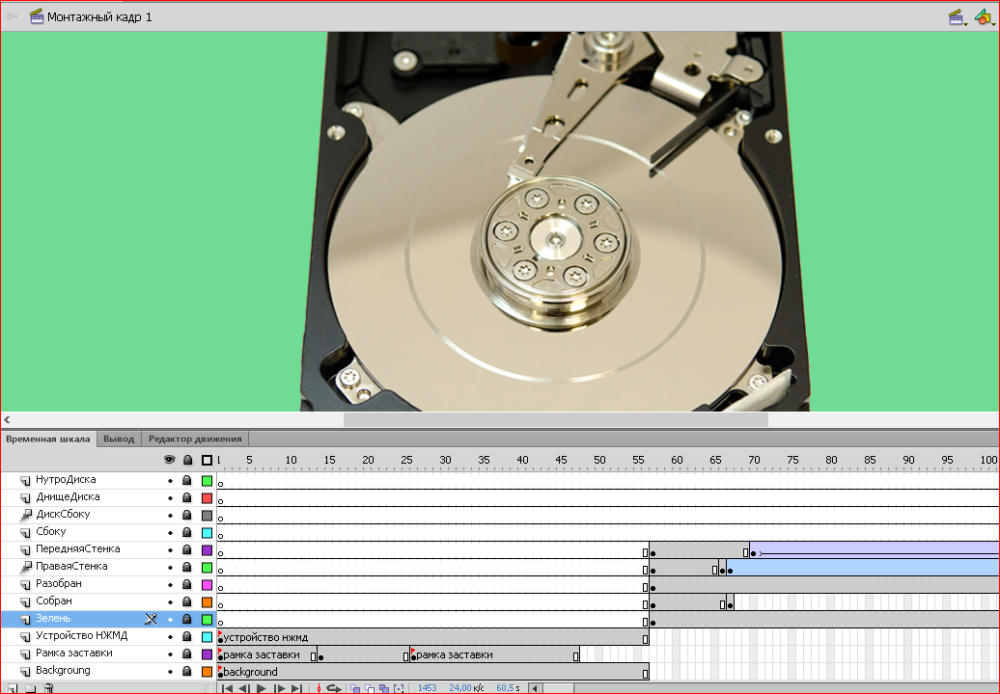 Монтажный кадр 1
Временная шкала Вывод Редактор движения
1 5 10 15 20 25 30 35 40 45 50 55 60 65 70 75 80 85 90 95 100
НутроДиска
ДнищеДиска
ДискСбоку
Сбоку
ПередняяСтенка
ПраваяСтенка
Разобран
Собран
Зелень
Устройство НЖМД устройство нжмд
Рамка заставки рамка заставки рамка заставки
Backgroung background
1453 24,00 к/с 60,5 s